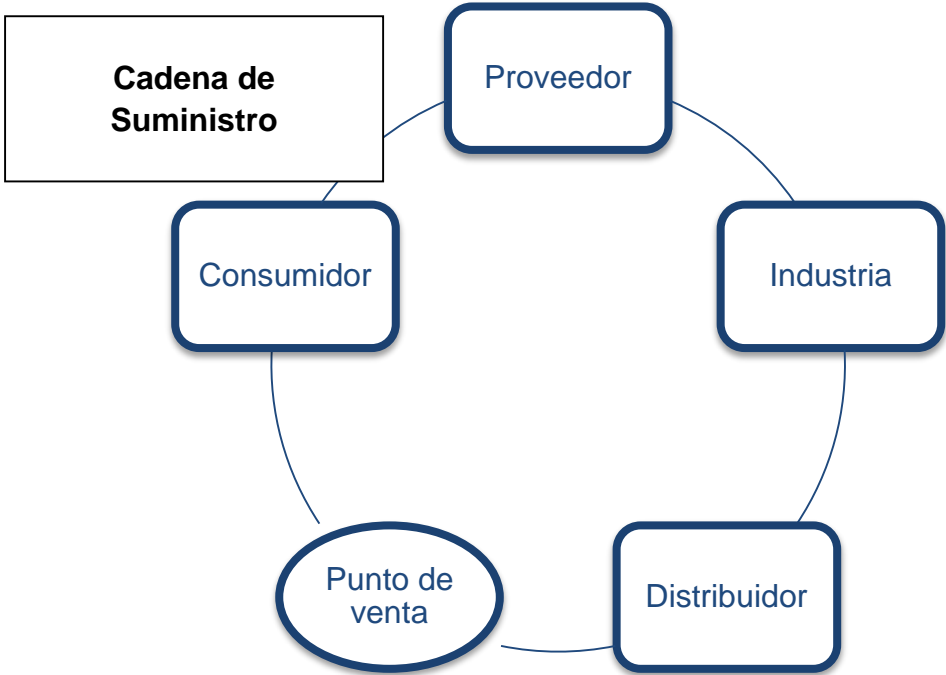 Cadena de
Suministro
Proveedor
Industria
Distribuidor
Punto de
venta
Consumidor